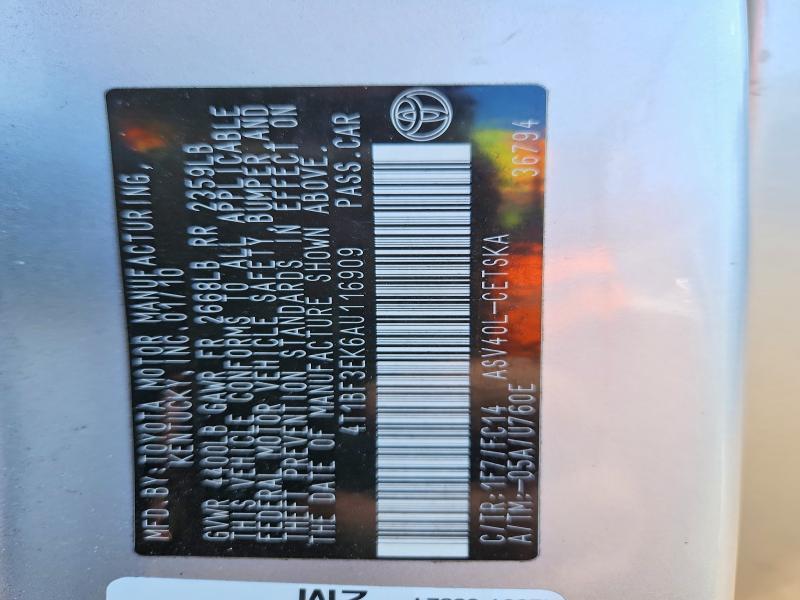 MFD.BY:TOYOTA MOTOR MANUFACTURING,
KENTUCKY, INC.01/10
GVWR 4400LB GAWR FR 2668LB RR 2359LB
THIS VEHICLE CONFORMS TO ALL APPLICABLE
FEDERAL MOTOR VEHICLE SAFETY BUMPER AND
THEFT PREVENTION STANDARDS IN EFFECT ON
THE DATE OF MANUFACTURE SHOWN ABOVE.
4T1BF3EK6AU116909 PASS.CAR
C/TR:1F7/FC14 ASV40L-CETSKA 36794
A/TM:-05A/U760E